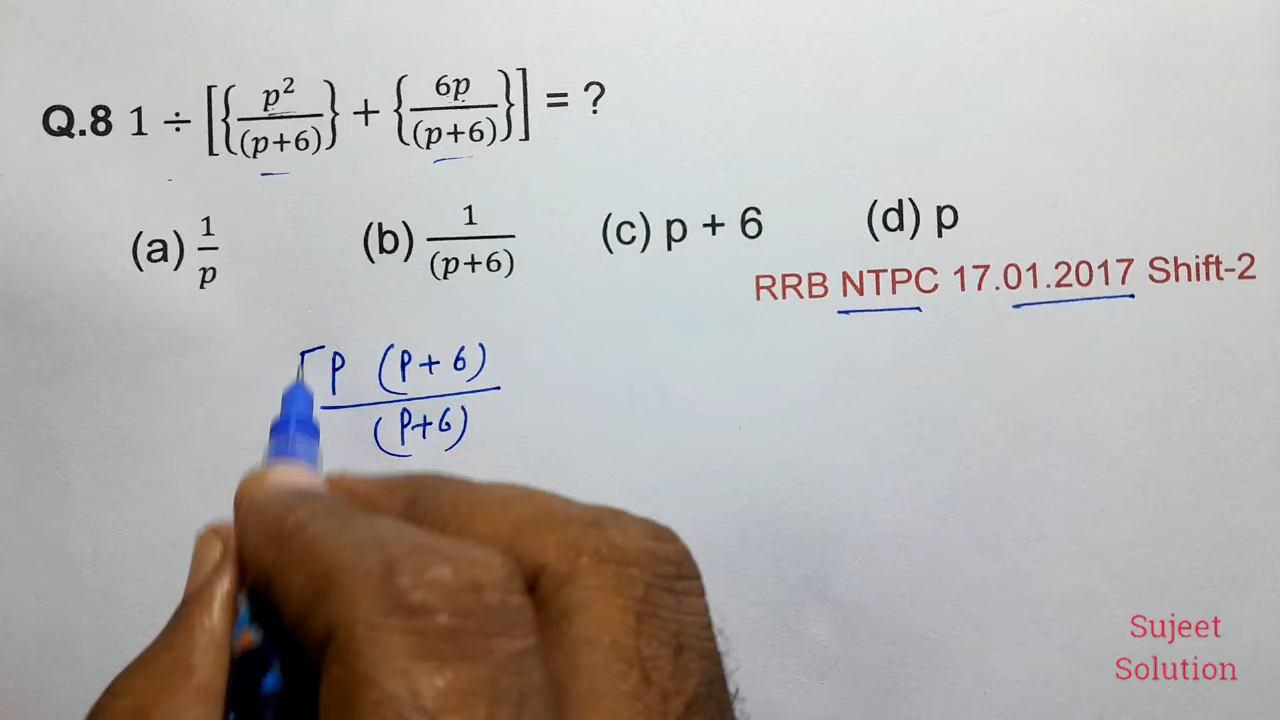 Q.8 1 ÷ [{p²/(p+6)} + {6p/(p+6)}] = ?
(a) 1/p (b) 1/(p+6) (c) p + 6 (d) p
RRB NTPC 17.01.2017 Shift-2
[P (P+6)
(P+6)
Sujeet
Solution